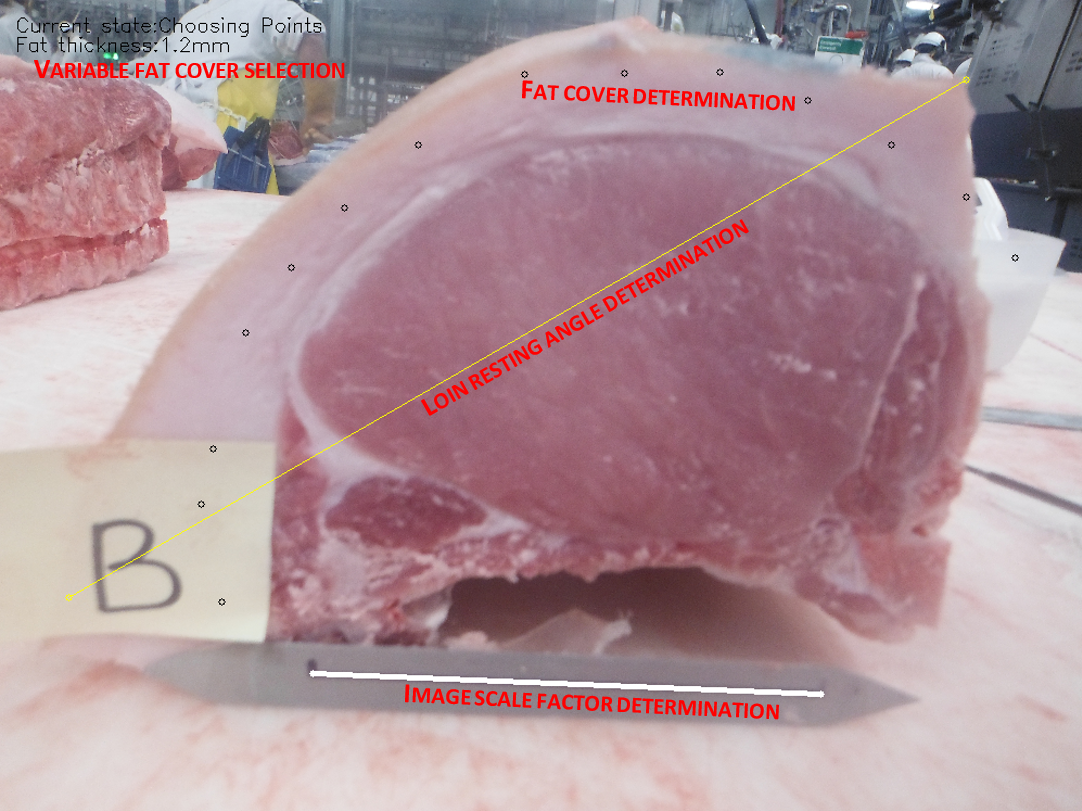 Current state:Choosing Points
Fat thickness:1.2mm
VARIABLE FAT COVER SELECTION
FAT COVER DETERMINATION
LOIN RESTING ANGLE DETERMINATION
B
IMAGE SCALE FACTOR DETERMINATION